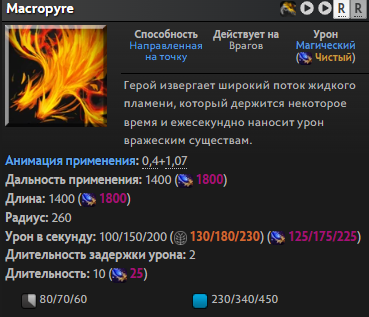 Macropyre R R
Способность Действует на Урон
Направленная Врагов Магический
на точку ( Чистый)
Герой извергает широкий поток жидкого
пламени, который держится некоторое
время и ежесекундно наносит урон
вражеским существам.
Анимация применения: 0,4+1,07
Дальность применения: 1400 ( 1800)
Длина: 1400 ( 1800)
Радиус: 260
Урон в секунду: 100/150/200 ( 130/180/230) ( 125/175/225)
Длительность задержки урона: 2
Длительность: 10 ( 25)
80/70/60 230/340/450